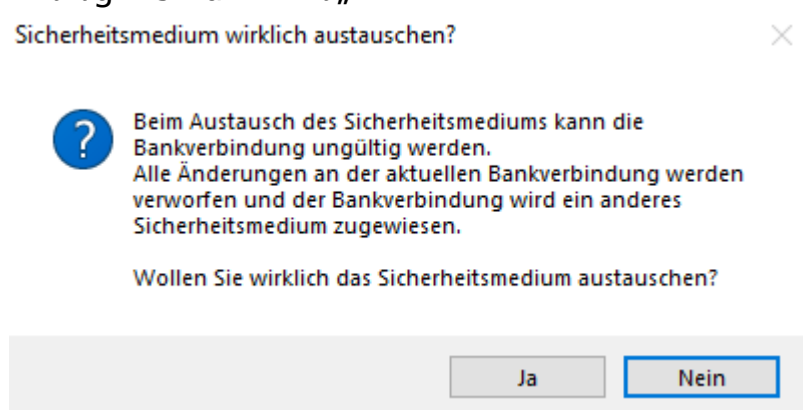 Sicherheitsmedium wirklich austauschen?
Beim Austausch des Sicherheitsmediums kann die
Bankverbindung ungültig werden.
Alle Änderungen an der aktuellen Bankverbindung werden
verworfen und der Bankverbindung wird ein anderes
Sicherheitsmedium zugewiesen.
Wollen Sie wirklich das Sicherheitsmedium austauschen?
Ja
Nein